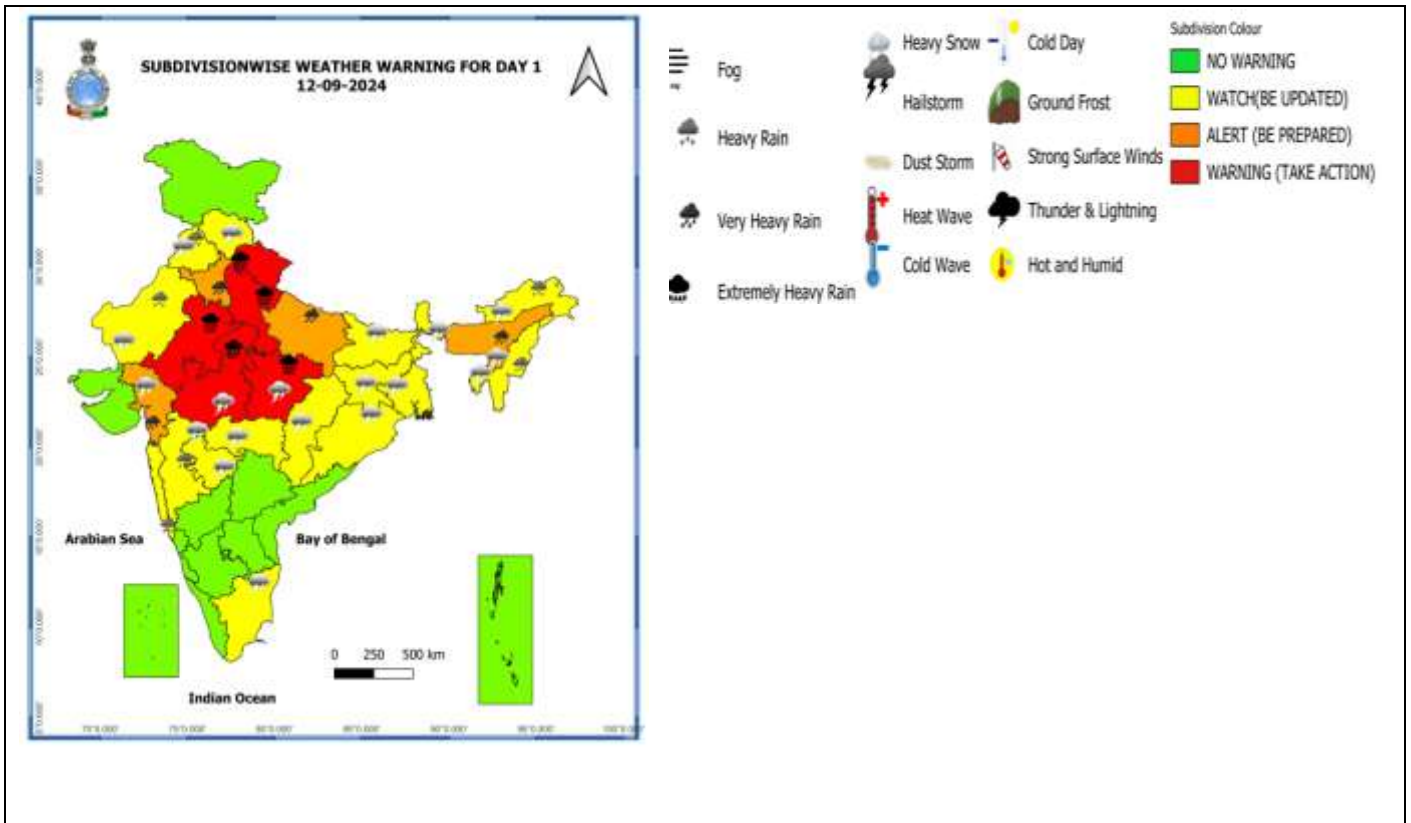 SUBDIVISIONWISE WEATHER WARNING FOR DAY 1
12-09-2024
Arabian Sea
Bay of Bengal
0 250 500 km
Indian Ocean
Fog
Heavy Rain
Very Heavy Rain
Extremely Heavy Rain
Heavy Snow
Hailstorm
Dust Storm
Heat Wave
Cold Wave
Cold Day
Ground Frost
Strong Surface Winds
Thunder & Lightning
Hot and Humid
Subdivision Colour
NO WARNING
WATCH(BE UPDATED)
ALERT (BE PREPARED)
WARNING (TAKE ACTION)